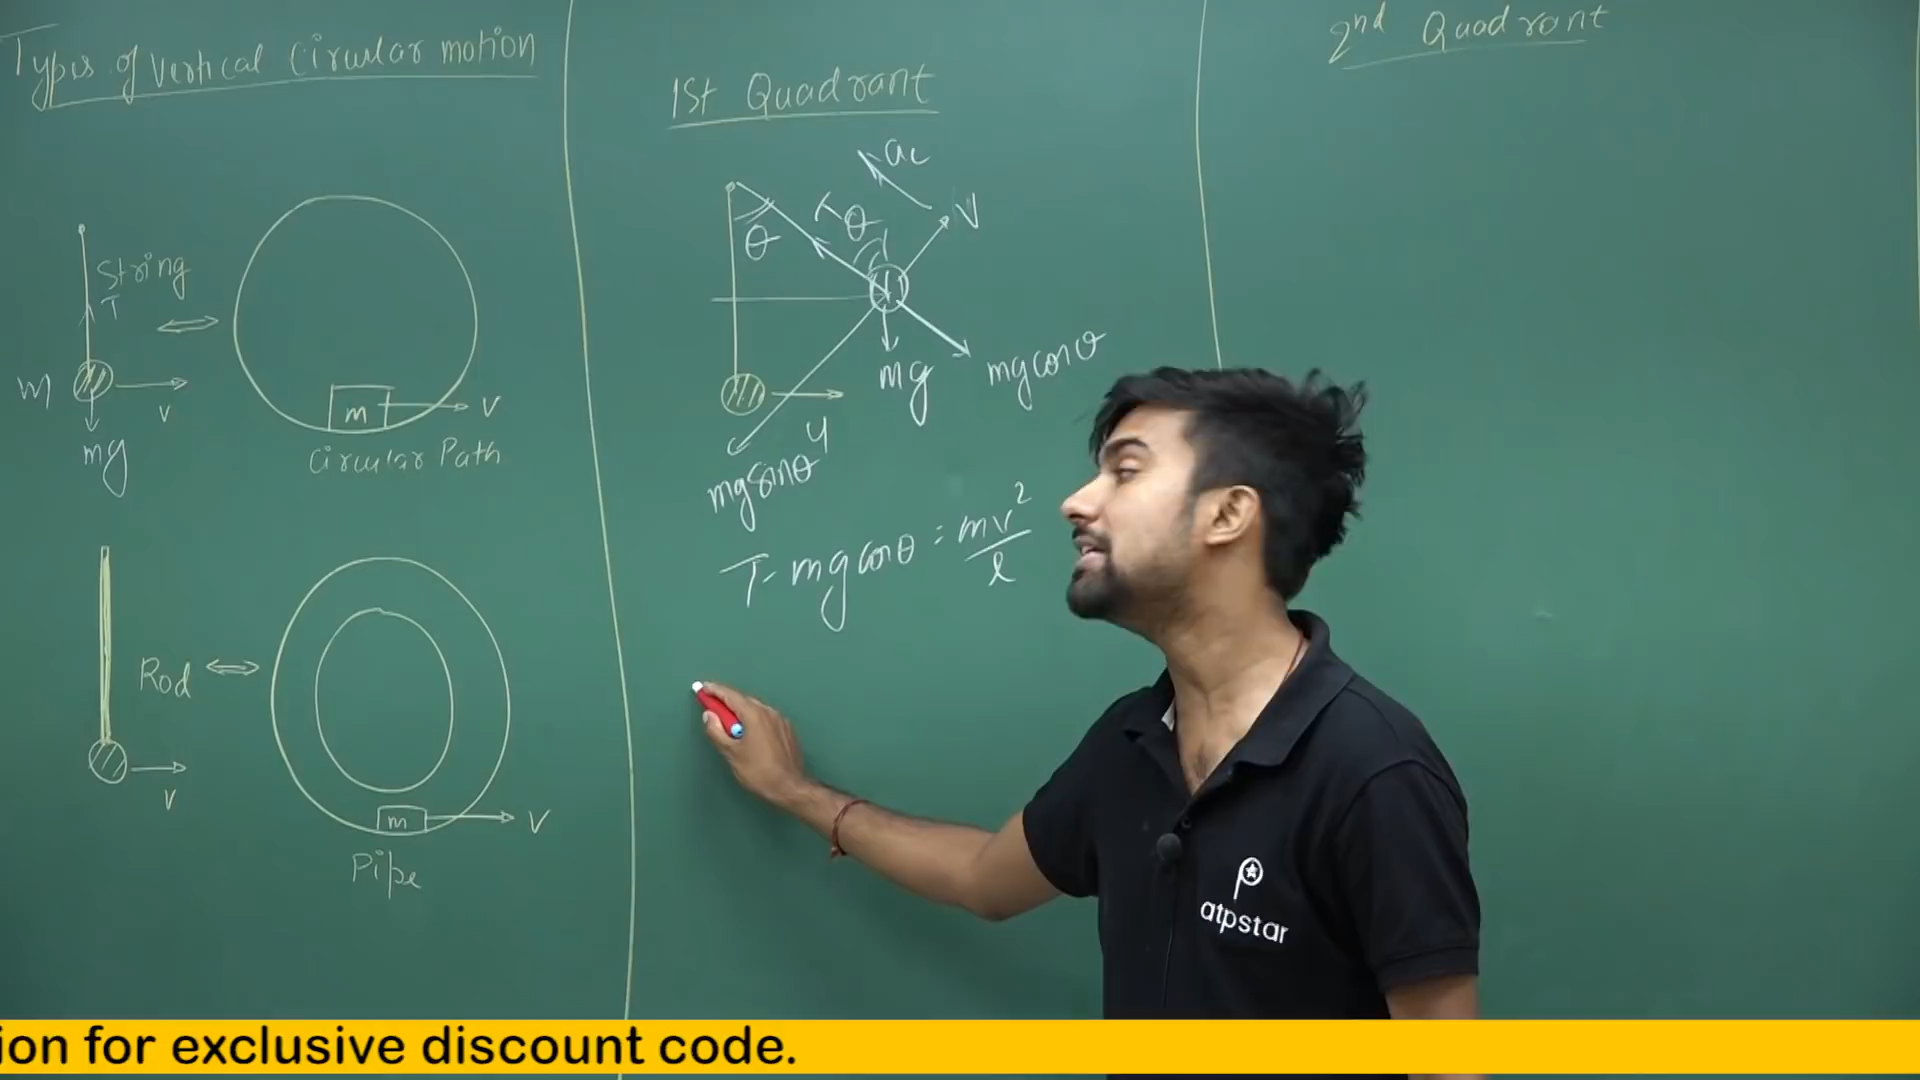 Types of Vertical Circular motion
String
T
m
v
mg
m
v
Circular Path
Rod
v
m
v
Pipe
1st Quadrant
ac
v
T
θ
θ
mg
mg cos θ
u
mg sin θ
T - mg cos θ = mv²/l
2nd Quadrant
atpstar
ion for exclusive discount code.